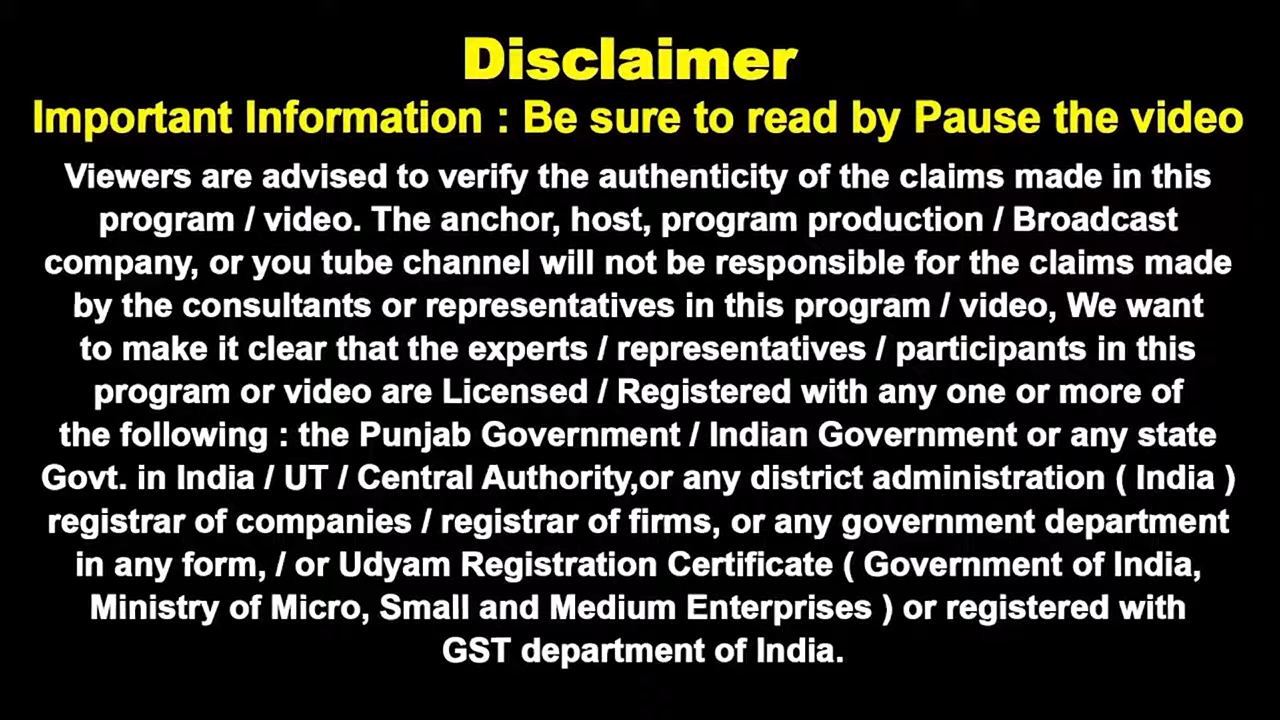 Disclaimer
Important Information : Be sure to read by Pause the video
Viewers are advised to verify the authenticity of the claims made in this
program / video. The anchor, host, program production / Broadcast
company, or you tube channel will not be responsible for the claims made
by the consultants or representatives in this program / video, We want
to make it clear that the experts / representatives / participants in this
program or video are Licensed / Registered with any one or more of
the following : the Punjab Government / Indian Government or any state
Govt. in India / UT / Central Authority,or any district administration ( India )
registrar of companies / registrar of firms, or any government department
in any form, / or Udyam Registration Certificate ( Government of India,
Ministry of Micro, Small and Medium Enterprises ) or registered with
GST department of India.